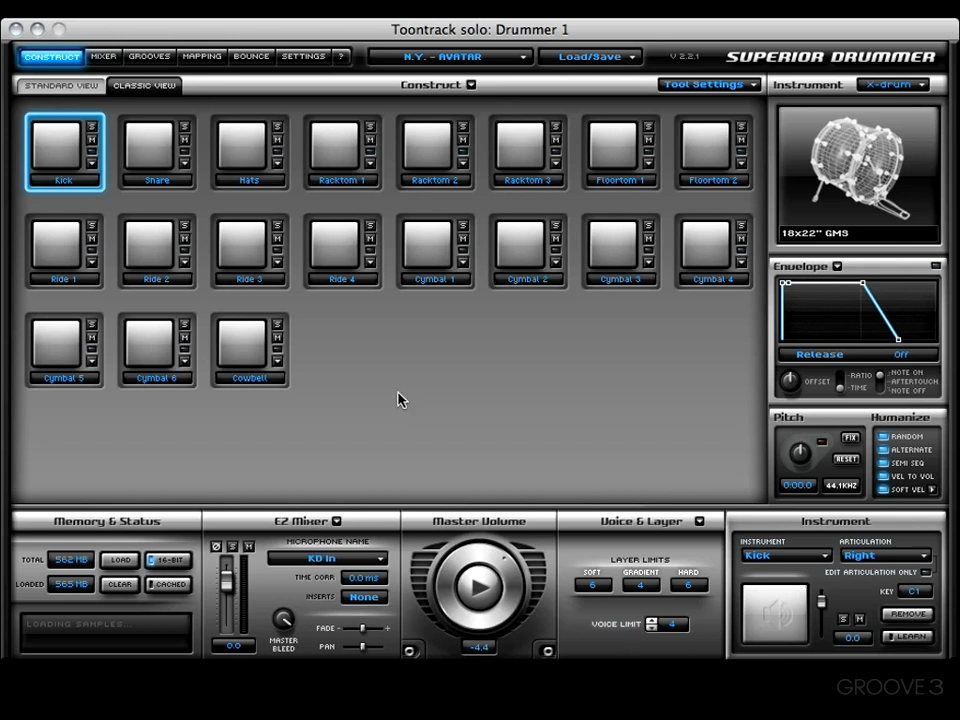 Toontrack solo: Drummer 1
CONSTRUCT MIXER GROOVES MAPPING BOUNCE SETTINGS ? N.Y. - AVATAR Load/Save V 2.2.1 SUPERIOR DRUMMER
STANDARD VIEW CLASSIC VIEW Construct Tool Settings Instrument X-drum
Kick Snare Hats Racktom 1 Racktom 2 Racktom 3 Floortom 1 Floortom 2
18x22" GMS
Ride 1 Ride 2 Ride 3 Ride 4 Cymbal 1 Cymbal 2 Cymbal 3 Cymbal 4
Envelope
Release Off
Cymbal 5 Cymbal 6 Cowbell
OFFSET RATIO TIME NOTE ON AFTERTOUCH NOTE OFF
Pitch Humanize
FIX RESET 0:00.0 44.1KHZ
RANDOM
ALTERNATE
SEMI SEQ
VEL TO VOL
SOFT VEL
Memory & Status EZ Mixer Master Volume Voice & Layer Instrument
TOTAL 562 MB LOAD 16-BIT
LOADED 565 MB CLEAR CACHED
LOADING SAMPLES...
S M
MICROPHONE NAME
KD In
TIME CORR 0.0 ms
INSERTS None
MASTER BLEED
FADE - +
PAN
0.0
-4.4
LAYER LIMITS
SOFT GRADIENT HARD
6 4 6
VOICE LIMIT 4
INSTRUMENT ARTICULATION
Kick Right
EDIT ARTICULATION ONLY
KEY C1
S M REMOVE
0.0 LEARN
GROOVE3